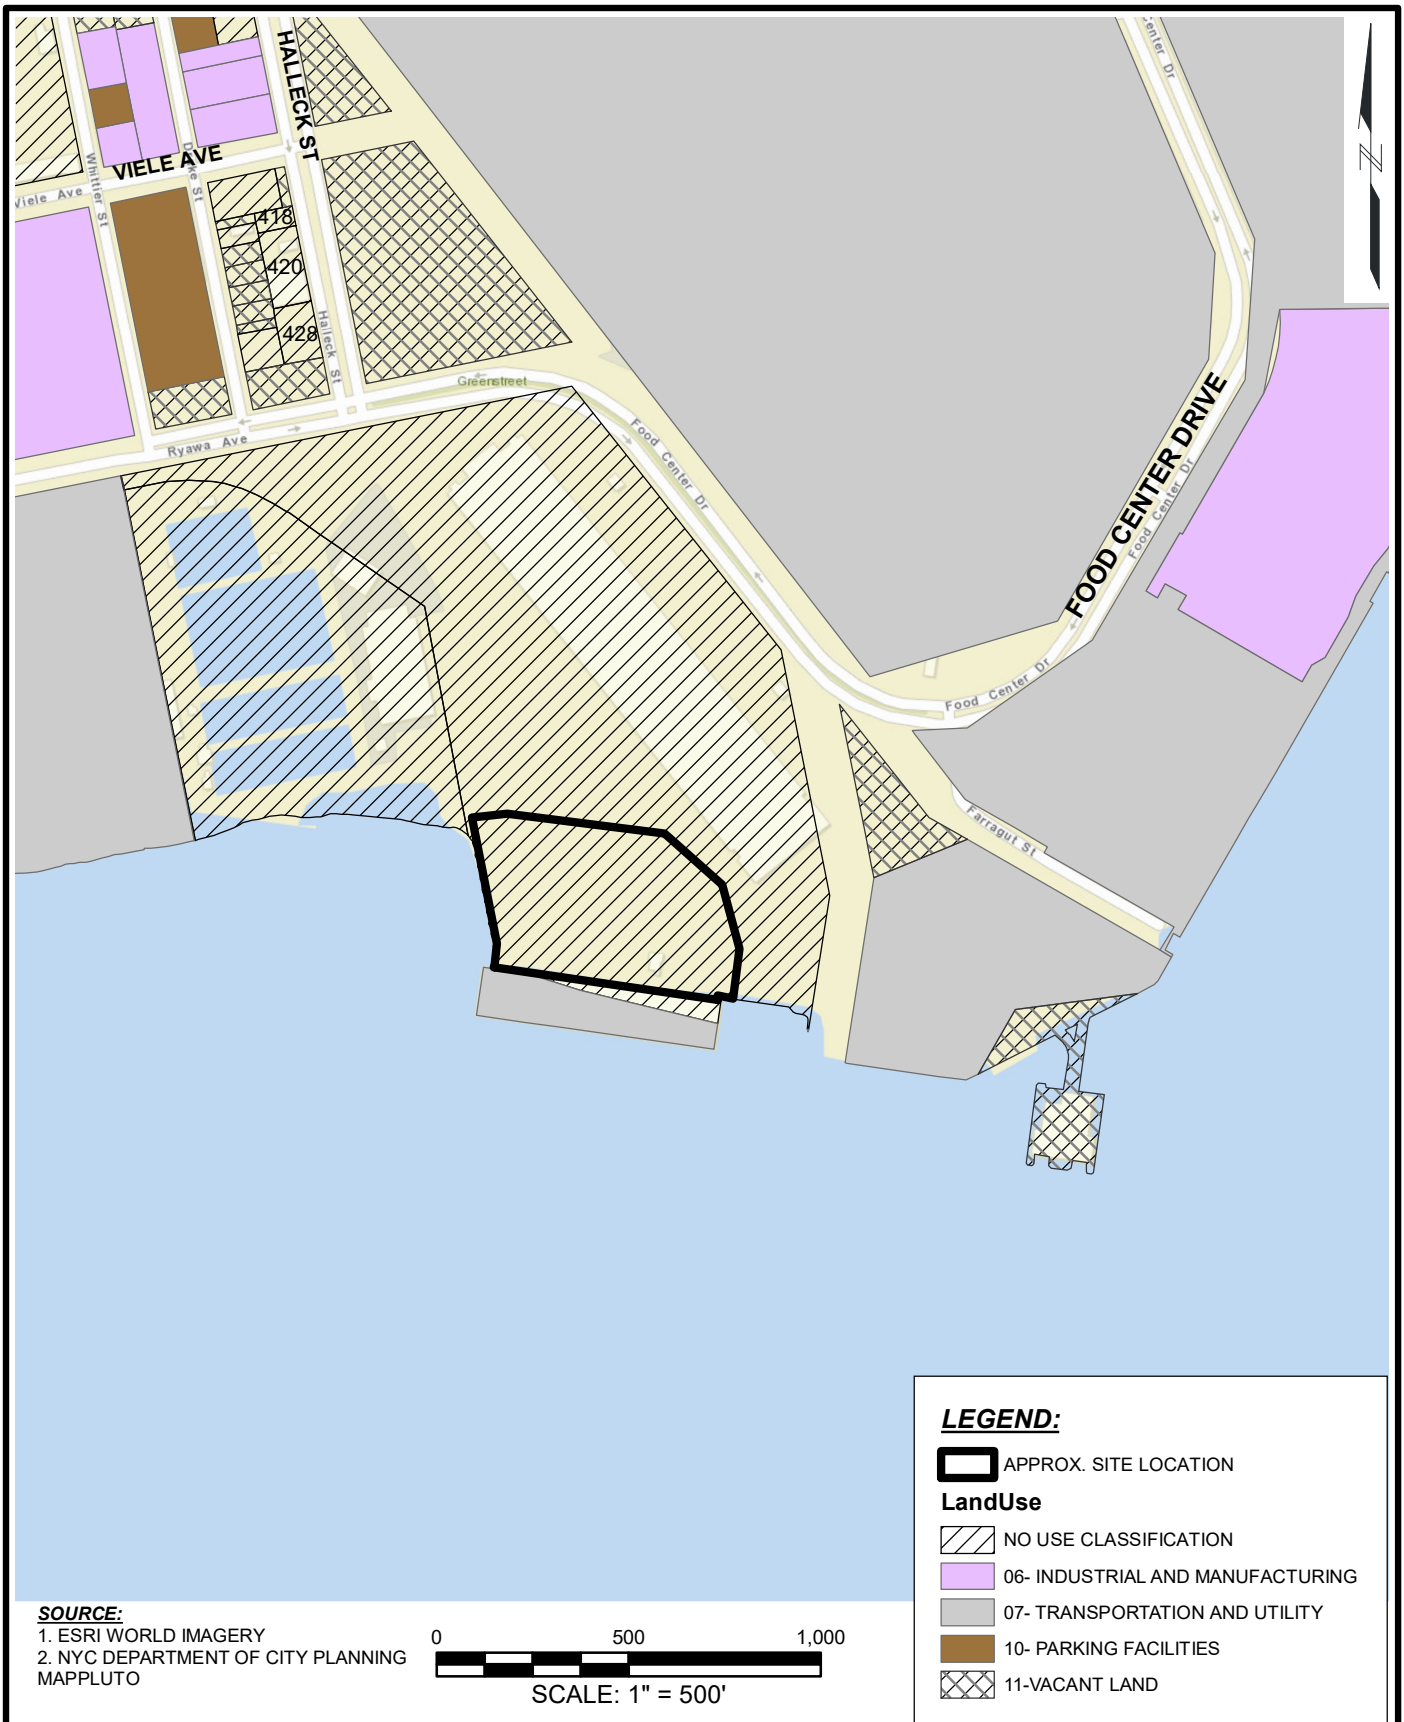 Center Dr
HALLECK ST
N
VIELE AVE
Viele Ave
Whittier St
Drake St
418
420
428
Halleck St
Greenstreet
Ryawa Ave
Food Center Dr
FOOD CENTER DRIVE
Food Center Dr
Food Center Dr
Farragut St
LEGEND:
APPROX. SITE LOCATION
LandUse
NO USE CLASSIFICATION
06- INDUSTRIAL AND MANUFACTURING
07- TRANSPORTATION AND UTILITY
10- PARKING FACILITIES
11-VACANT LAND
SOURCE:
1. ESRI WORLD IMAGERY
2. NYC DEPARTMENT OF CITY PLANNING
MAPPLUTO
0 500 1,000
SCALE: 1" = 500'